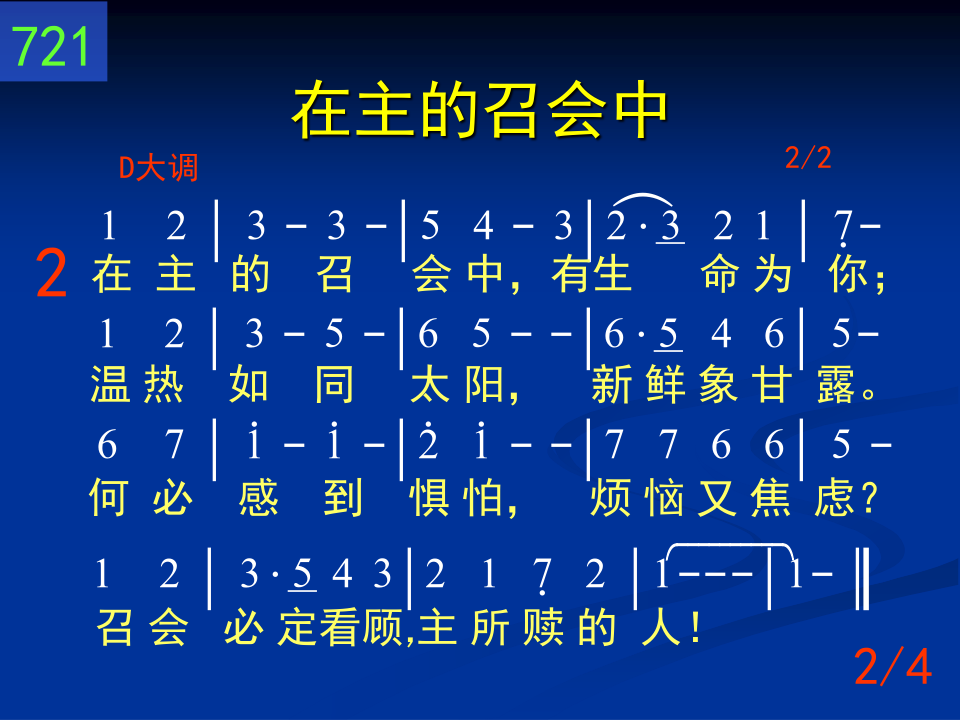 721
在主的召会中
D大调
2/2
1 2 | 3 - 3 - | 5 4 - 3 | 2 · 3 2 1 | 7̣ -
2
在 主 的 召 会 中，有生 命 为 你；
1 2 | 3 - 5 - | 6 5 - - | 6 · 5 4 6 | 5 -
温 热 如 同 太 阳， 新 鲜 象 甘 露。
6 7 | 1̇ - 1̇ - | 2̇ 1̇ - - | 7 7 6 6 | 5 -
何 必 感 到 惧 怕， 烦 恼 又 焦 虑？
1 2 | 3 · 5 4 3 | 2 1 7̣ 2 | 1 - - - | 1 - ‖
召 会 必 定看顾,主 所 赎 的 人！
2/4